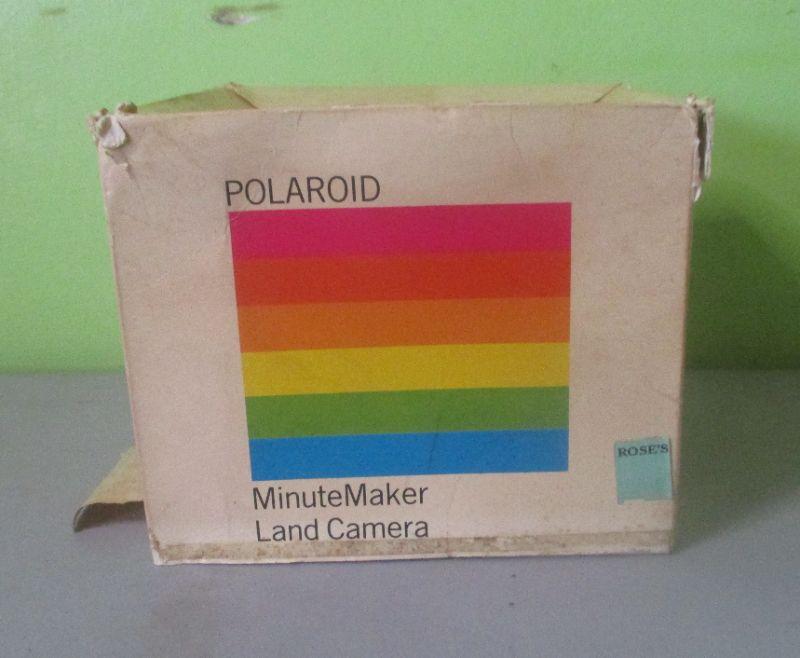 POLAROID
MinuteMaker
Land Camera
ROSE'S